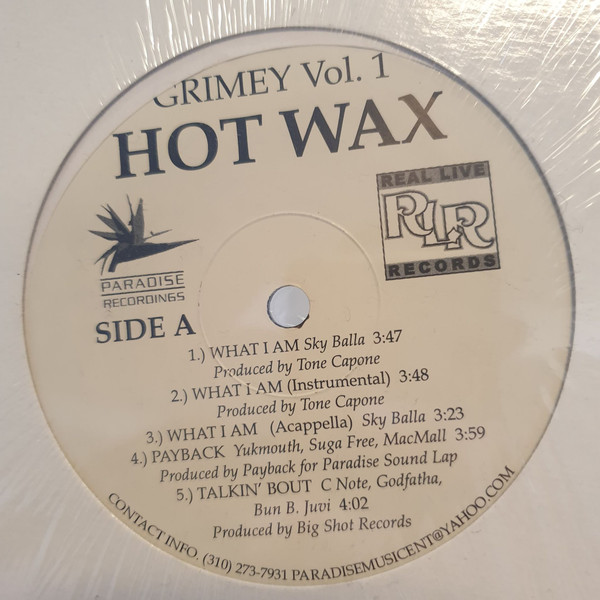 GRIMEY Vol. 1
HOT WAX
REAL LIVE
RLR
RECORDS
PARADISE
RECORDINGS
SIDE A
1.) WHAT I AM Sky Balla 3:47
Produced by Tone Capone
2.) WHAT I AM (Instrumental) 3:48
Produced by Tone Capone
3.) WHAT I AM (Acappella) Sky Balla 3:23
4.) PAYBACK Yukmouth, Suga Free, MacMall 3:59
Produced by Payback for Paradise Sound Lap
5.) TALKIN' BOUT C Note, Godfatha,
Bun B. Juvi 4:02
Produced by Big Shot Records
CONTACT INFO. (310) 273-7931 PARADISEMUSICENT@YAHOO.COM